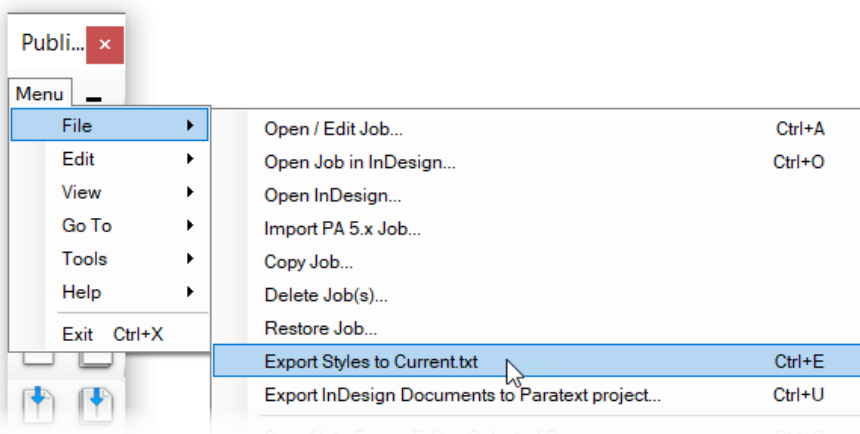 Publi...
Menu
File
Edit
View
Go To
Tools
Help
Exit Ctrl+X
Open / Edit Job... Ctrl+A
Open Job in InDesign... Ctrl+O
Open InDesign...
Import PA 5.x Job...
Copy Job...
Delete Job(s)...
Restore Job...
Export Styles to Current.txt Ctrl+E
Export InDesign Documents to Paratext project... Ctrl+U